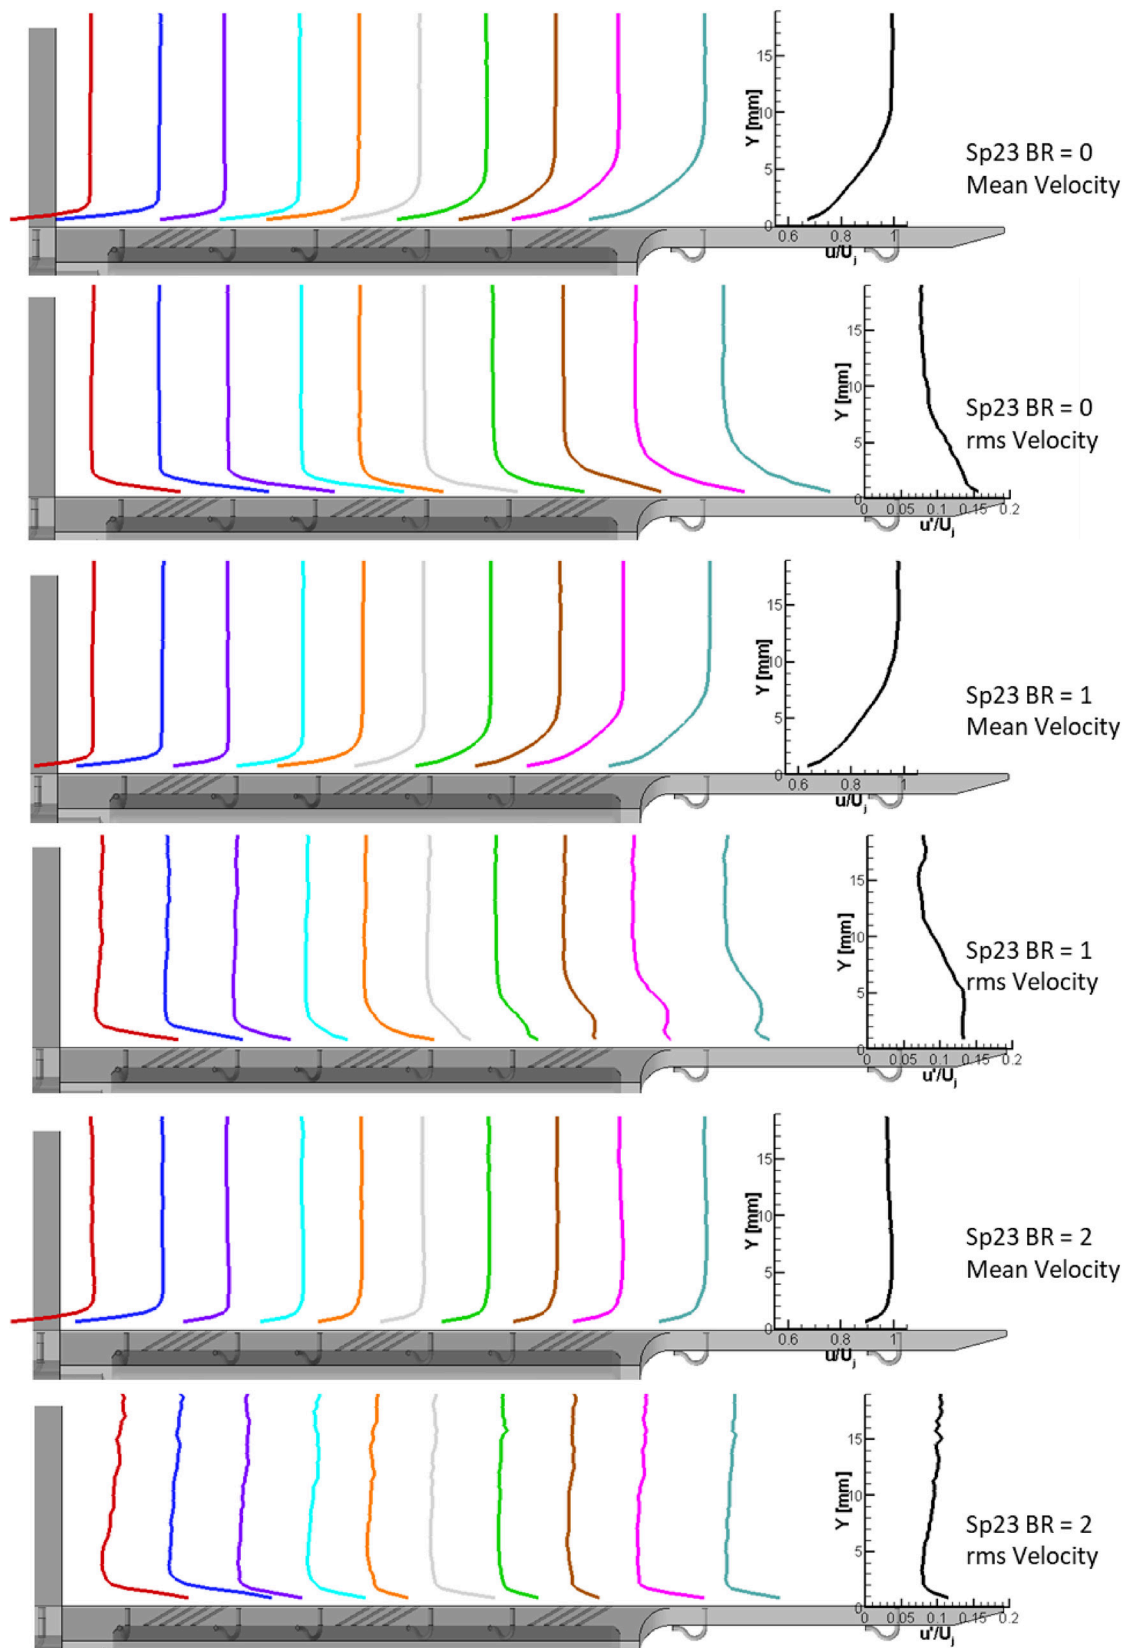 15
10
5
0
Y [mm]
0.6 0.8 1
u/Uj
Sp23 BR = 0
Mean Velocity
15
10
5
0
Y [mm]
0 0.05 0.1 0.15 0.2
u'/Uj
Sp23 BR = 0
rms Velocity
15
10
5
0
Y [mm]
0.6 0.8 1
u/Uj
Sp23 BR = 1
Mean Velocity
15
10
5
0
Y [mm]
0 0.05 0.1 0.15 0.2
u'/Uj
Sp23 BR = 1
rms Velocity
15
10
5
0
Y [mm]
0.6 0.8 1
u/Uj
Sp23 BR = 2
Mean Velocity
15
10
5
0
Y [mm]
0 0.05 0.1 0.15 0.2
u'/Uj
Sp23 BR = 2
rms Velocity